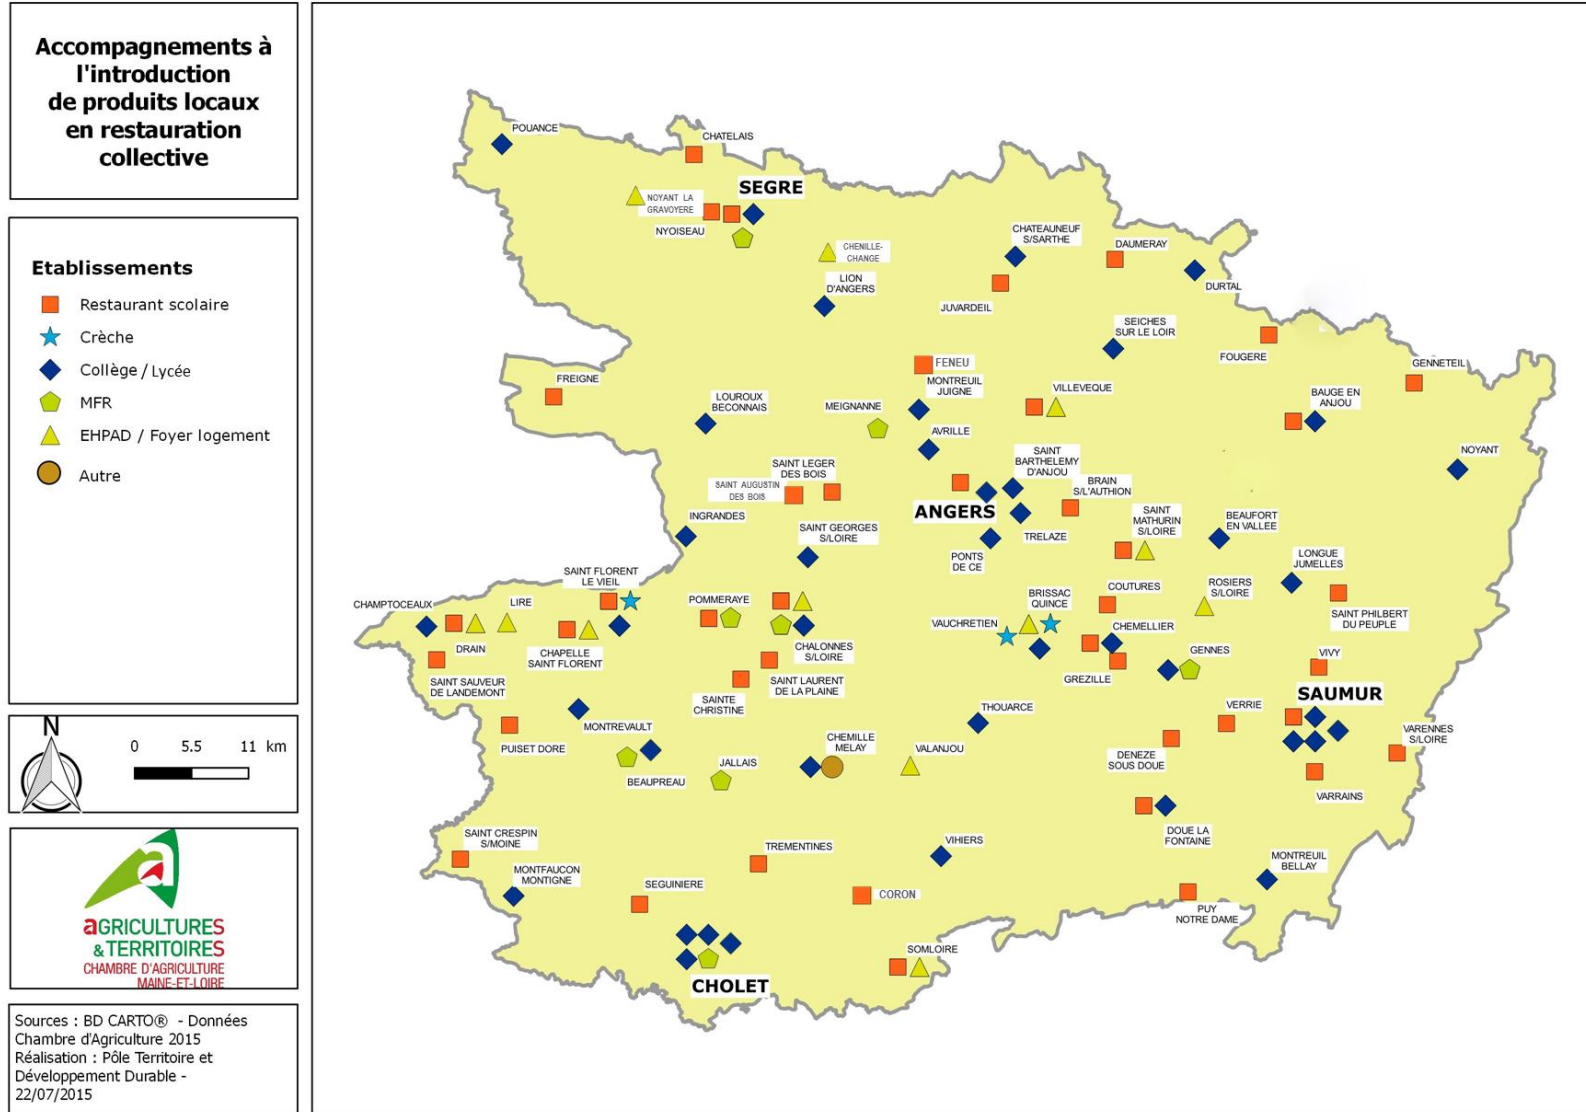 Accompagnements à
l'introduction
de produits locaux
en restauration
collective
Etablissements
Restaurant scolaire
Crèche
Collège / Lycée
MFR
EHPAD / Foyer logement
Autre
N
0 5.5 11 km
a
aGRICULTURES
& TERRITOIRES
CHAMBRE D'AGRICULTURE
MAINE-ET-LOIRE
Sources : BD CARTO® - Données
Chambre d'Agriculture 2015
Réalisation : Pôle Territoire et
Développement Durable -
22/07/2015
POUANCE
CHATELAIS
SEGRE
NOYANT LA
GRAVOYERE
NYOISEAU
CHENILLE-
CHANGE
LION
D'ANGERS
CHATEAUNEUF
S/SARTHE
DAUMERAY
DURTAL
JUVARDEIL
SEICHES
SUR LE LOIR
FOUGERE
GENNETEIL
FENEU
FREIGNE
MONTREUIL
JUIGNE
VILLEVEQUE
LOUROUX
BECONNAIS
MEIGNANNE
BAUGE EN
ANJOU
AVRILLE
NOYANT
SAINT LEGER
DES BOIS
SAINT
BARTHELEMY
D'ANJOU
SAINT AUGUSTIN
DES BOIS
BRAIN
S/L'AUTHION
ANGERS
INGRANDES
SAINT GEORGES
S/LOIRE
TRELAZE
SAINT
MATHURIN
S/LOIRE
BEAUFORT
EN VALLEE
PONTS
DE CE
LONGUE
JUMELLES
SAINT FLORENT
LE VIEIL
CHAMPTOCEAUX
LIRE
POMMERAYE
BRISSAC
QUINCE
COUTURES
ROSIERS
S/LOIRE
SAINT PHILBERT
DU PEUPLE
VAUCHRETIEN
CHEMELLIER
DRAIN
CHAPELLE
SAINT FLORENT
CHALONNES
S/LOIRE
GENNES
VIVY
GREZILLE
SAINT SAUVEUR
DE LANDEMONT
SAINT LAURENT
DE LA PLAINE
SAINTE
CHRISTINE
SAUMUR
THOUARCE
VERRIE
MONTREVAULT
PUISET DORE
CHEMILLE
MELAY
VALANJOU
DENEZE
SOUS DOUE
VARENNES
S/LOIRE
JALLAIS
BEAUPREAU
VARRAINS
DOUE LA
FONTAINE
SAINT CRESPIN
S/MOINE
TREMENTINES
VIHIERS
MONTREUIL
BELLAY
MONTFAUCON
MONTIGNE
SEGUINIERE
CORON
PUY
NOTRE DAME
SOMLOIRE
CHOLET